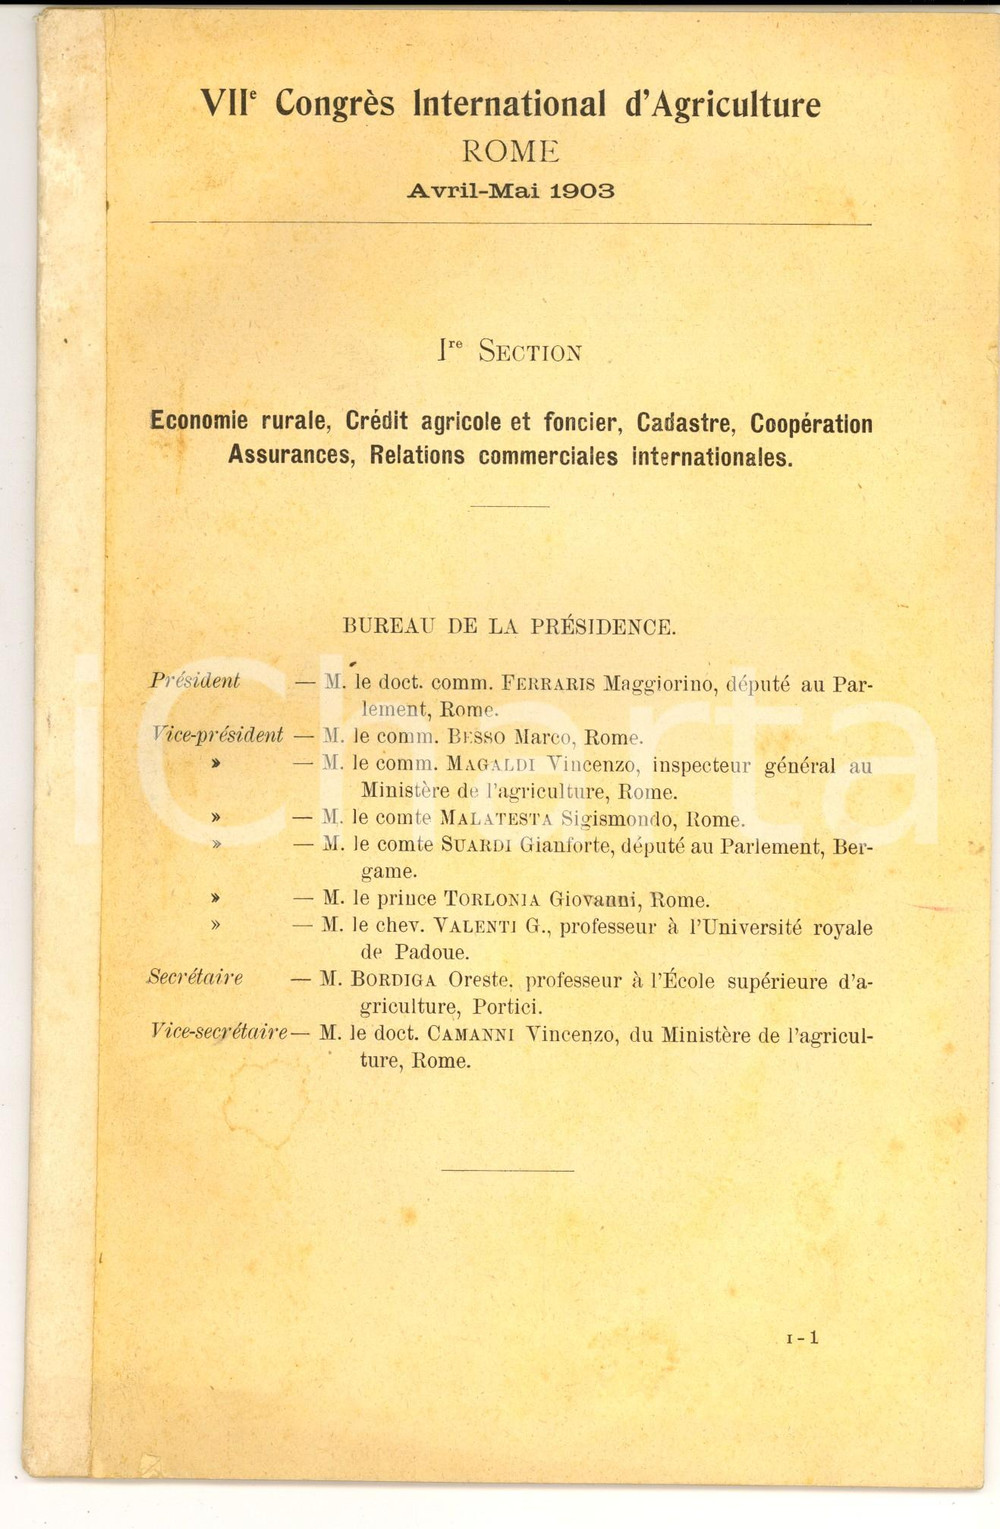 VIIe Congrès International d'Agriculture
ROME
Avril-Mai 1903
Ire SECTION
Economie rurale, Crédit agricole et foncier, Cadastre, Coopération
Assurances, Relations commerciales internationales.
BUREAU DE LA PRÉSIDENCE.
Président — M. le doct. comm. FERRARIS Maggiorino, député au Par-
lement, Rome.
Vice-président — M. le comm. BESSO Marco, Rome.
» — M. le comm. MAGALDI Vincenzo, inspecteur général au
Ministère de l'agriculture, Rome.
» — M. le comte MALATESTA Sigismondo, Rome.
» — M. le comte SUARDI Gianforte, député au Parlement, Ber-
game.
» — M. le prince TORLONIA Giovanni, Rome.
» — M. le chev. VALENTI G., professeur à l'Université royale
de Padoue.
Secrétaire — M. BORDIGA Oreste, professeur à l'École supérieure d'a-
griculture, Portici.
Vice-secrétaire — M. le doct. CAMANNI Vincenzo, du Ministère de l'agricul-
ture, Rome.
I-1
iCharta